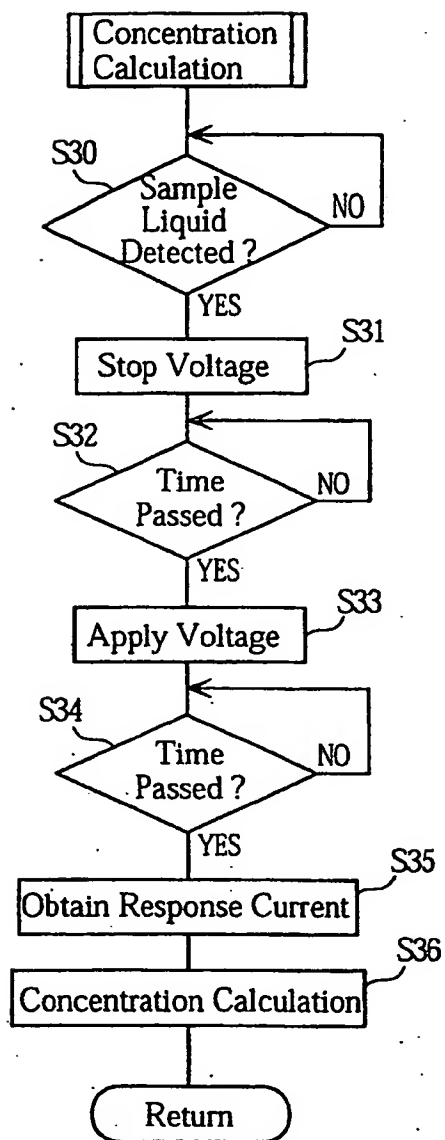 Concentration
Calculation
S30
Sample
Liquid
Detected ?
NO
YES
S31
Stop Voltage
S32
Time
Passed ?
NO
YES
S33
Apply Voltage
S34
Time
Passed ?
NO
YES
S35
Obtain Response Current
S36
Concentration Calculation
Return